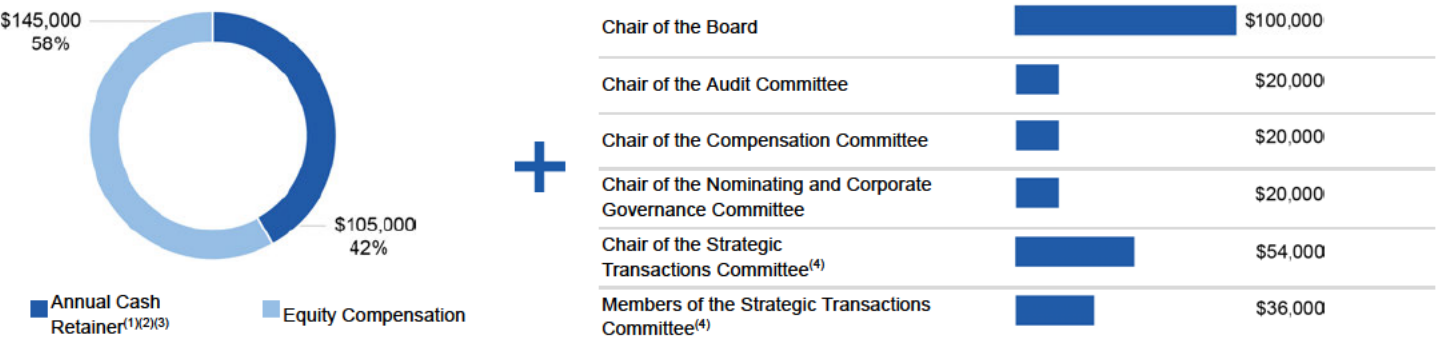 $145,000
58%
$105,000
42%
Annual Cash
Retainer(1)(2)(3)
Equity Compensation
+
Chair of the Board $100,000
Chair of the Audit Committee $20,000
Chair of the Compensation Committee $20,000
Chair of the Nominating and Corporate
Governance Committee $20,000
Chair of the Strategic
Transactions Committee(4) $54,000
Members of the Strategic Transactions
Committee(4) $36,000